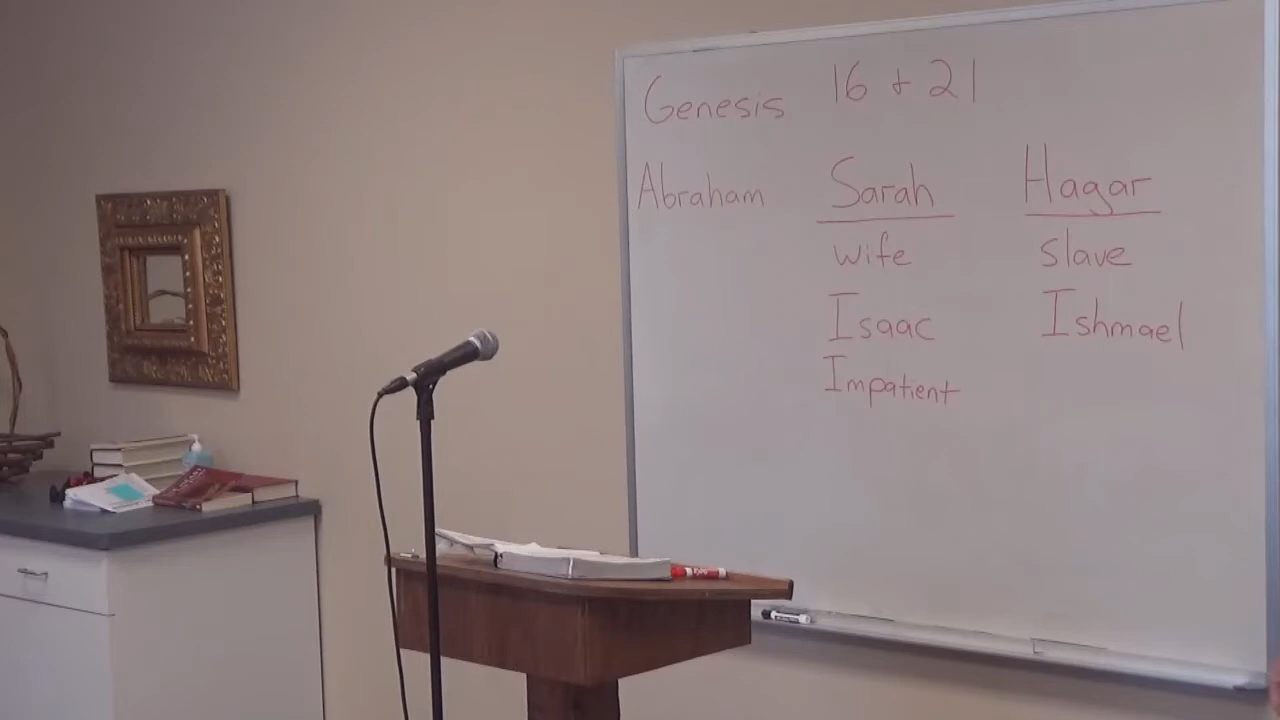 Genesis 16 + 21
Abraham Sarah Hagar
wife slave
Isaac Ishmael
Impatient